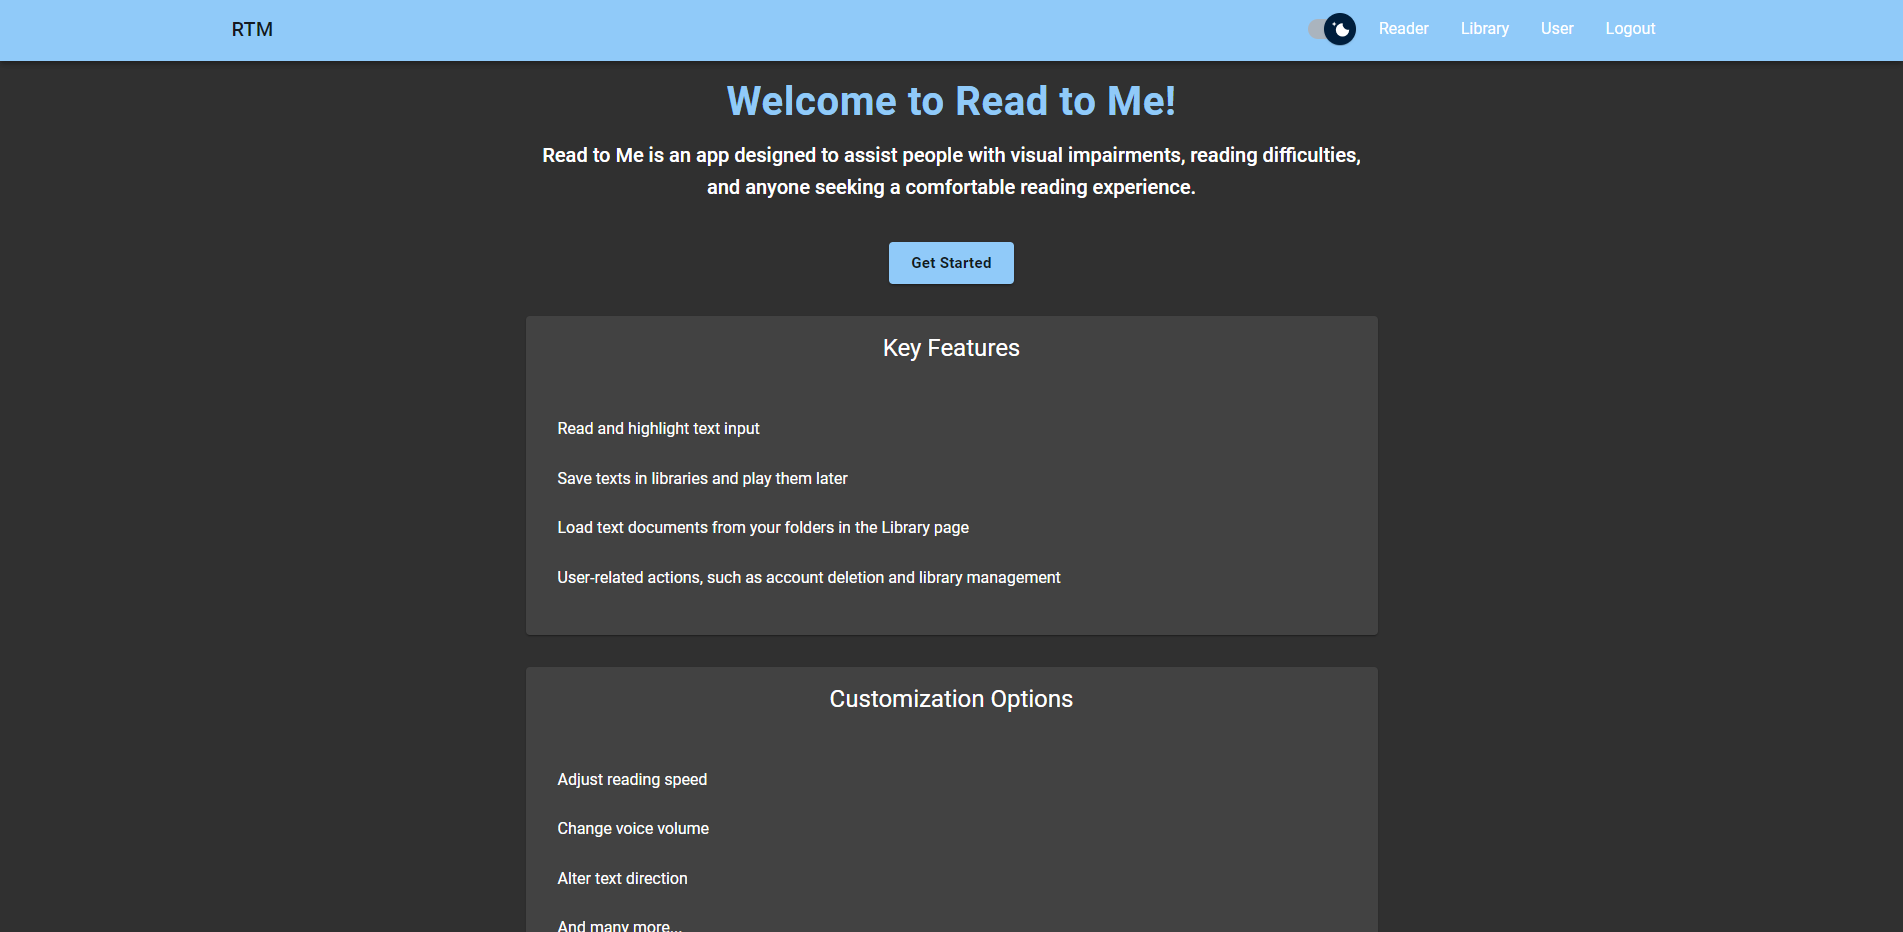 RTM
Reader
Library
User
Logout
Welcome to Read to Me!
Read to Me is an app designed to assist people with visual impairments, reading difficulties,
and anyone seeking a comfortable reading experience.
Get Started
Key Features
Read and highlight text input
Save texts in libraries and play them later
Load text documents from your folders in the Library page
User-related actions, such as account deletion and library management
Customization Options
Adjust reading speed
Change voice volume
Alter text direction
And many more...